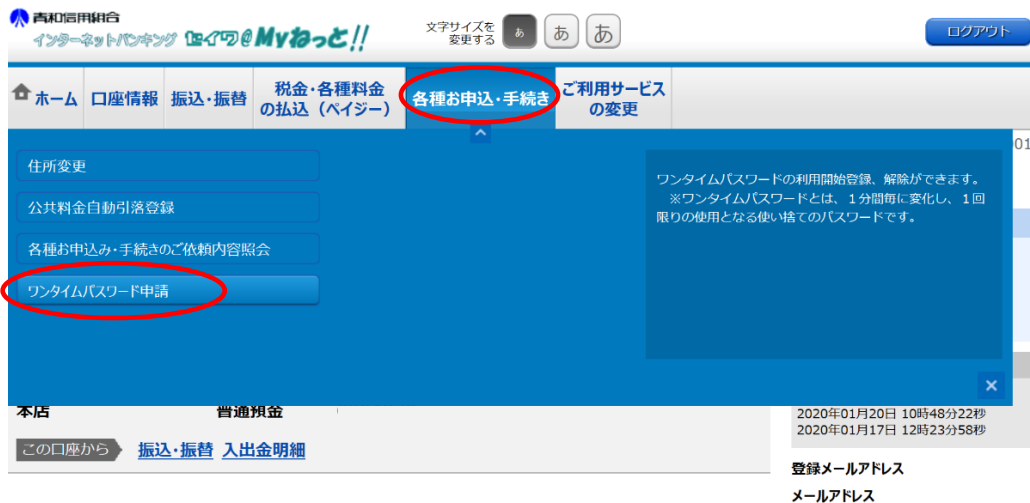 青和信用組合
インターネットバンキング セイワ@Myねっと!!
文字サイズを
変更する
あ
あ
あ
ログアウト
ホーム
口座情報
振込・振替
税金・各種料金
の払込（ペイジー）
各種お申込・手続き
ご利用サービス
の変更
01
住所変更
公共料金自動引落登録
各種お申込み・手続きのご依頼内容照会
ワンタイムパスワード申請
ワンタイムパスワードの利用開始登録、解除ができます。
※ワンタイムパスワードとは、１分間毎に変化し、１回
限りの使用となる使い捨てのパスワードです。
本店 普通預金
この口座から 振込・振替 入出金明細
2020年01月20日 10時48分22秒
2020年01月17日 12時23分58秒
登録メールアドレス
メールアドレス